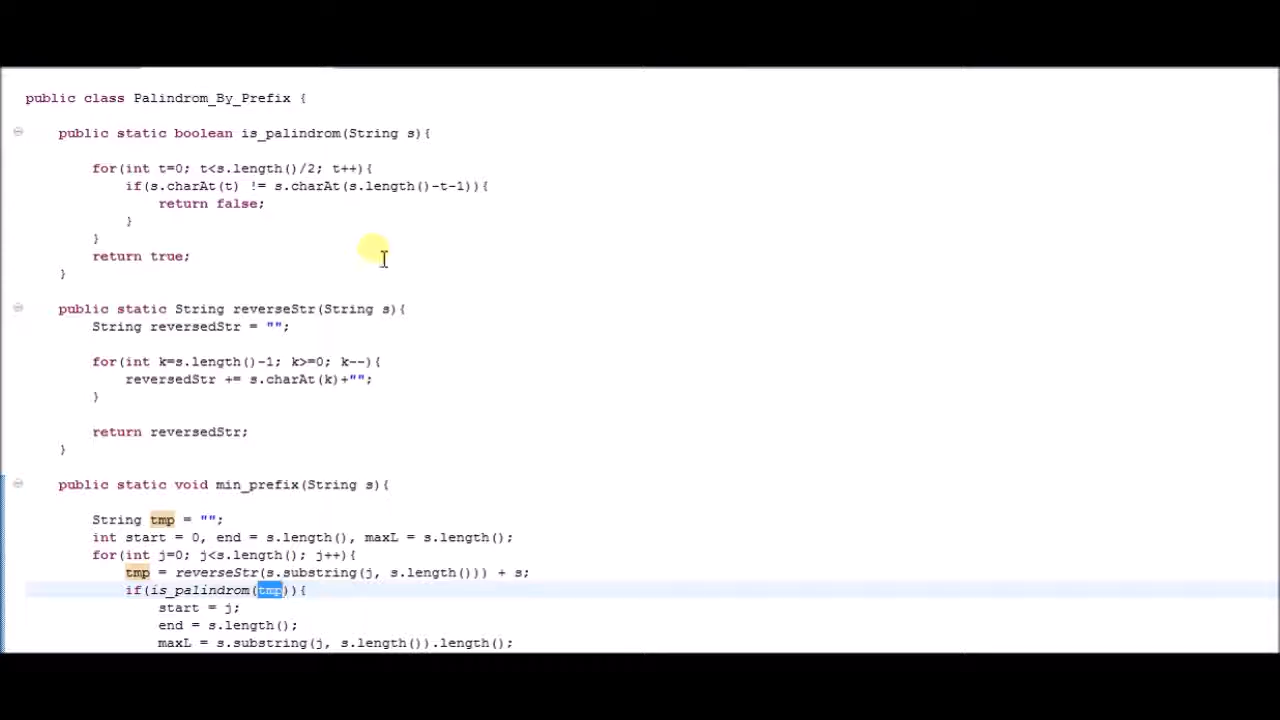 public class Palindrom_By_Prefix {
public static boolean is_palindrom(String s){
for(int t=0; t<s.length()/2; t++){
if(s.charAt(t) != s.charAt(s.length()-t-1)){
return false;
}
}
return true;
}
public static String reverseStr(String s){
String reversedStr = "";
for(int k=s.length()-1; k>=0; k--){
reversedStr += s.charAt(k)+"";
}
return reversedStr;
}
public static void min_prefix(String s){
String tmp = "";
int start = 0, end = s.length(), maxL = s.length();
for(int j=0; j<s.length(); j++){
tmp = reverseStr(s.substring(j, s.length())) + s;
if(is_palindrom(tmp)){
start = j;
end = s.length();
maxL = s.substring(j, s.length()).length();